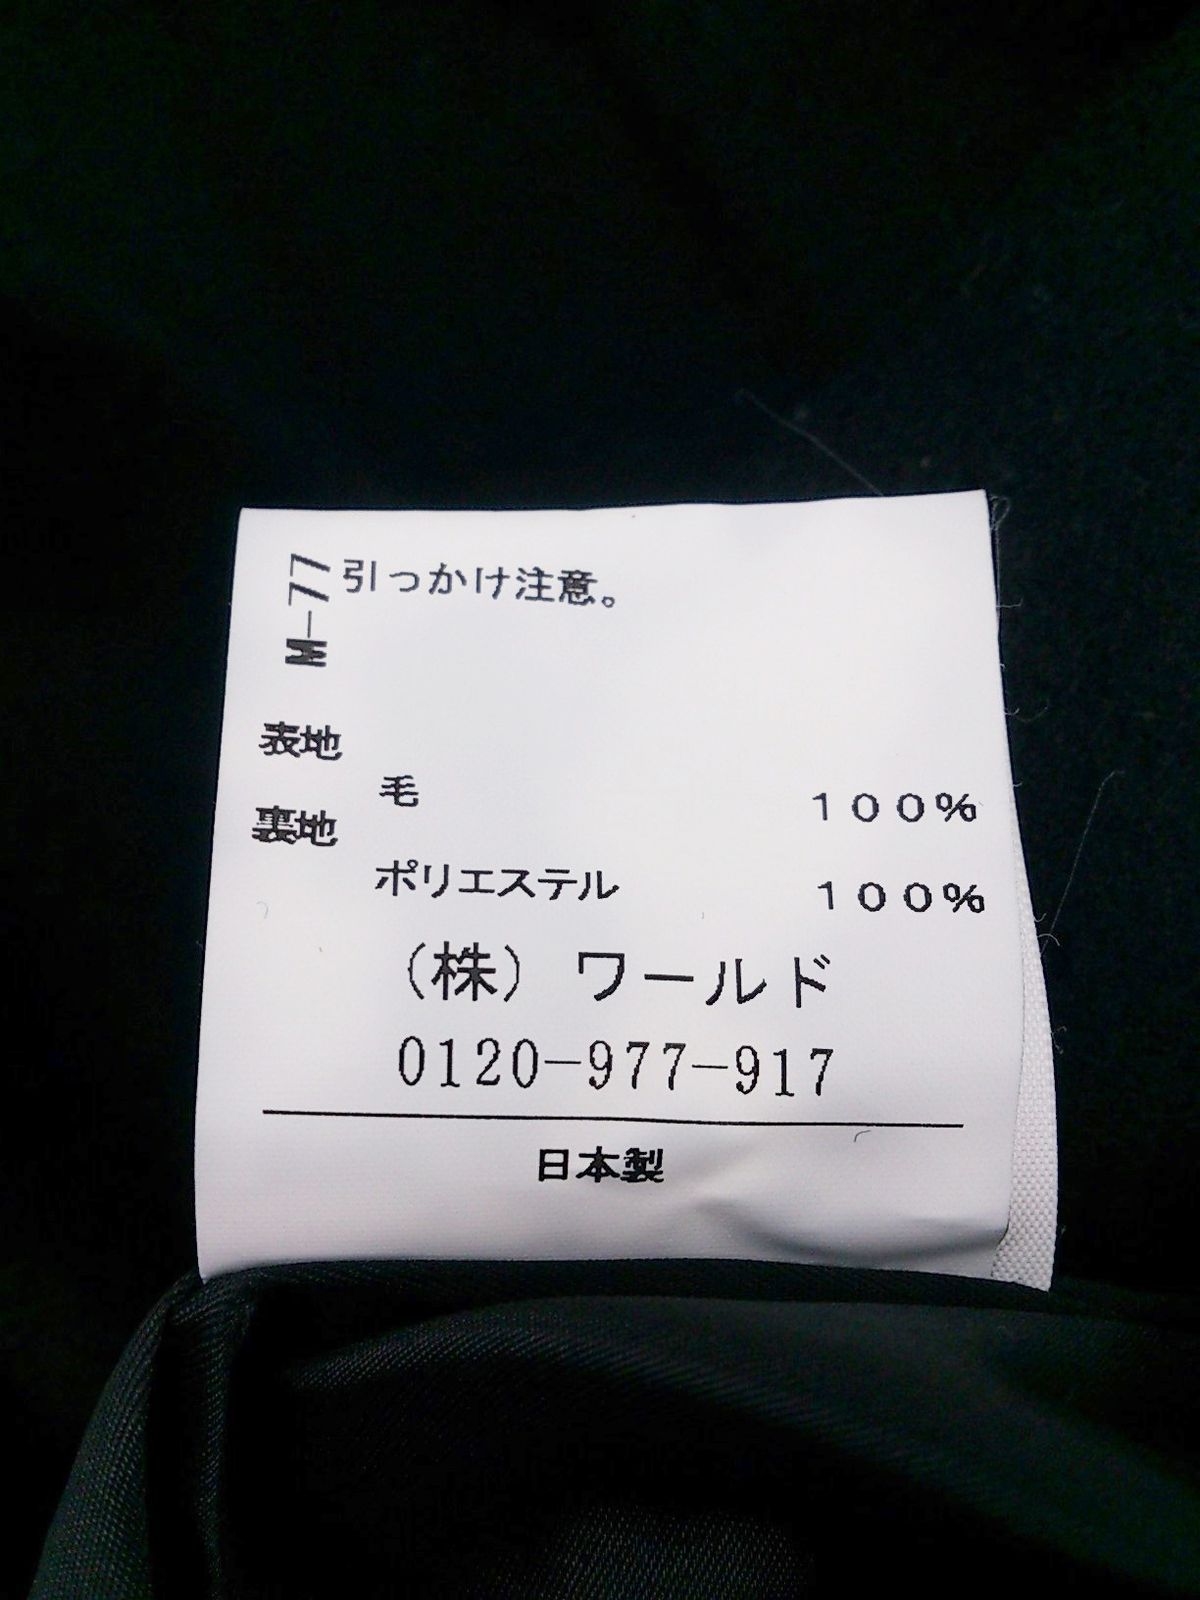 M-77
引っかけ注意。
表地
毛 100%
裏地
ポリエステル 100%
(株) ワールド
0120-977-917
日本製